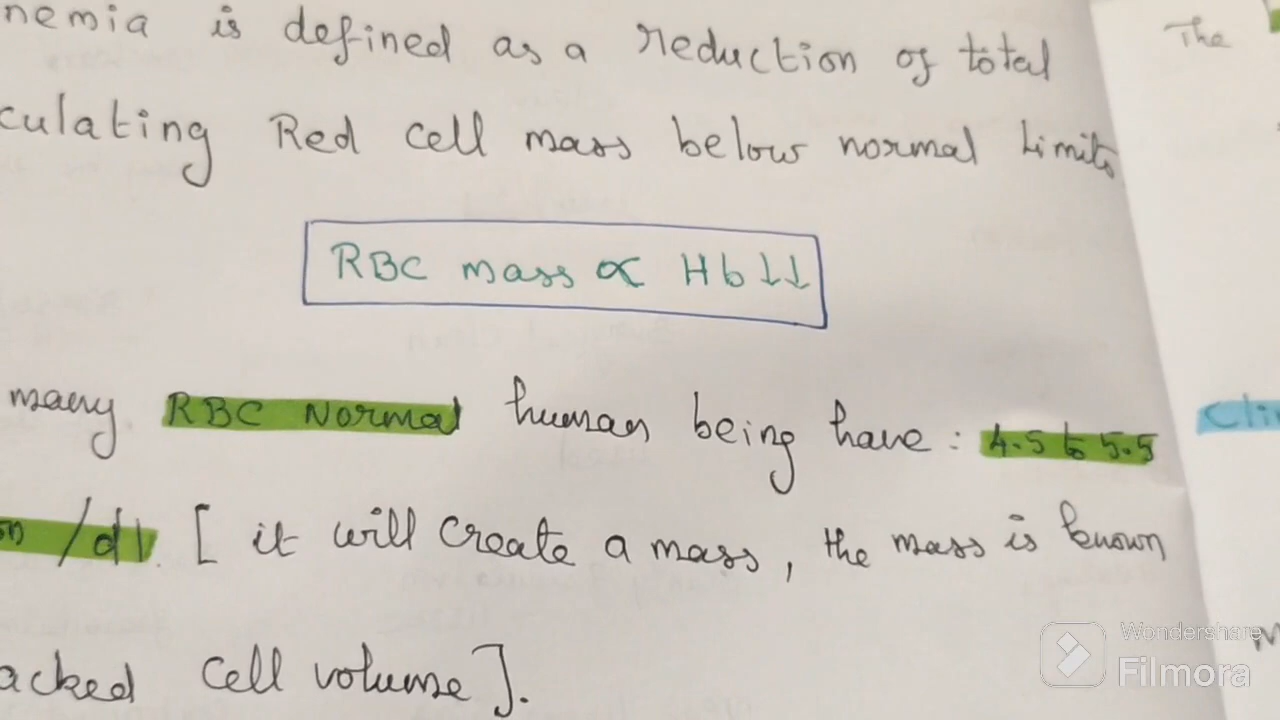 nemia is defined as a reduction of total
culating Red cell mass below normal limits
RBC mass ∝ Hb↓↓
many RBC Normal human being have: 4.5 to 5.5
on /dl. [ it will create a mass, the mass is known
acked cell volume].
The
Cli
M
Wondershare
Filmora